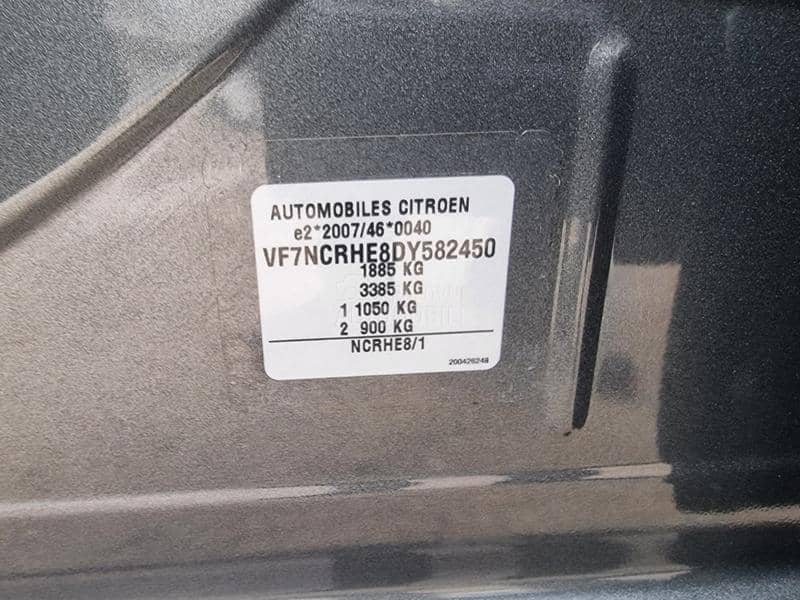 AUTOMOBILES CITROEN
e2*2007/46*0040
VF7NCRHE8DY582450
1885 KG
3385 KG
1 1050 KG
2 900 KG
NCRHE8/1
200426248